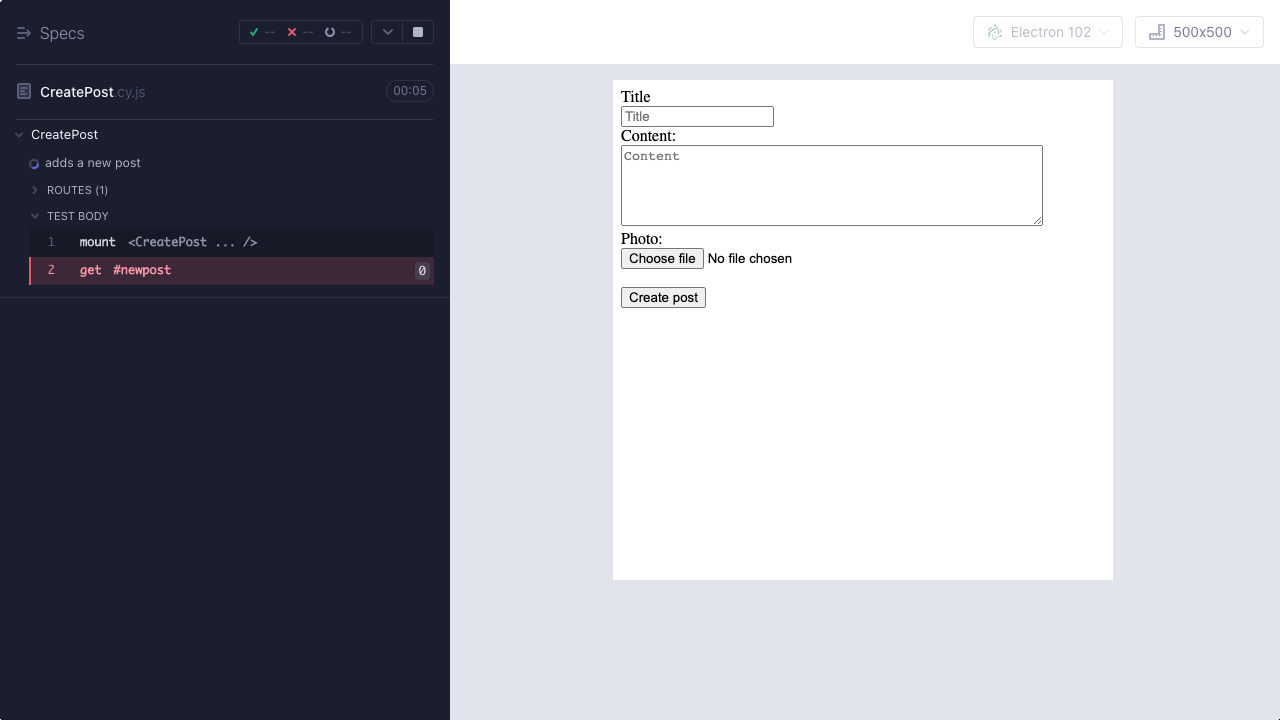 Specs
-- -- --
CreatePost.cy.js 00:05
CreatePost
adds a new post
ROUTES (1)
TEST BODY
1 mount <CreatePost ... />
2 get #newpost 0
Electron 102 500x500
Title
Title
Content:
Content
Photo:
Choose file No file chosen
Create post